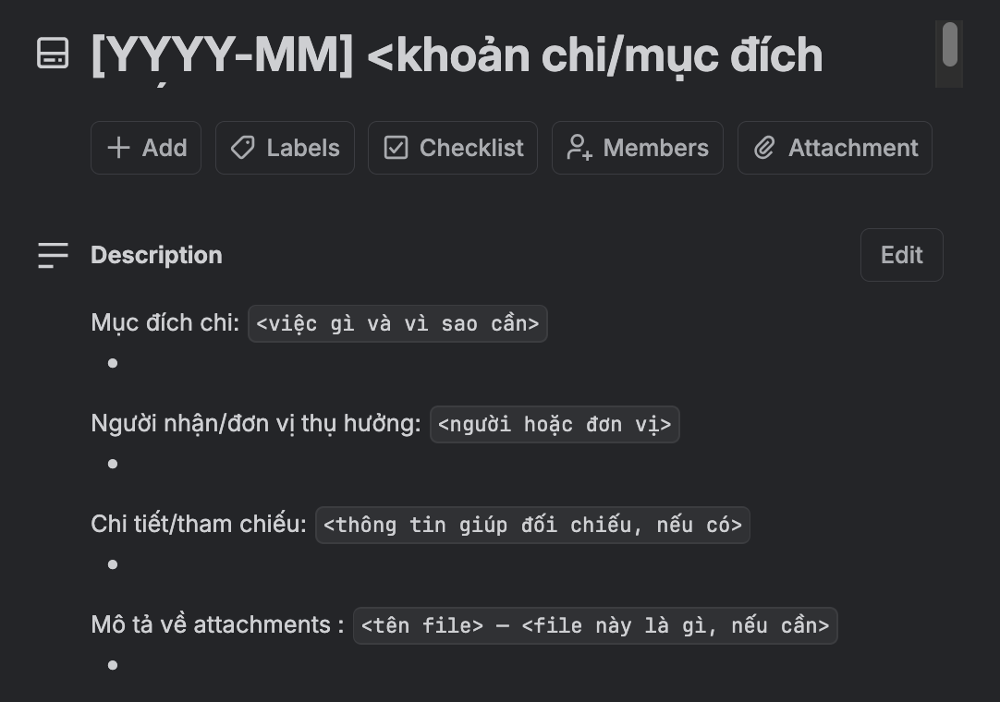 [YYYY-MM] <khoản chi/mục đích
Add
Labels
Checklist
Members
Attachment
Description
Edit
Mục đích chi: <việc gì và vì sao cần>
Người nhận/đơn vị thụ hưởng: <người hoặc đơn vị>
Chi tiết/tham chiếu: <thông tin giúp đối chiếu, nếu có>
Mô tả về attachments : <tên file> — <file này là gì, nếu cần>